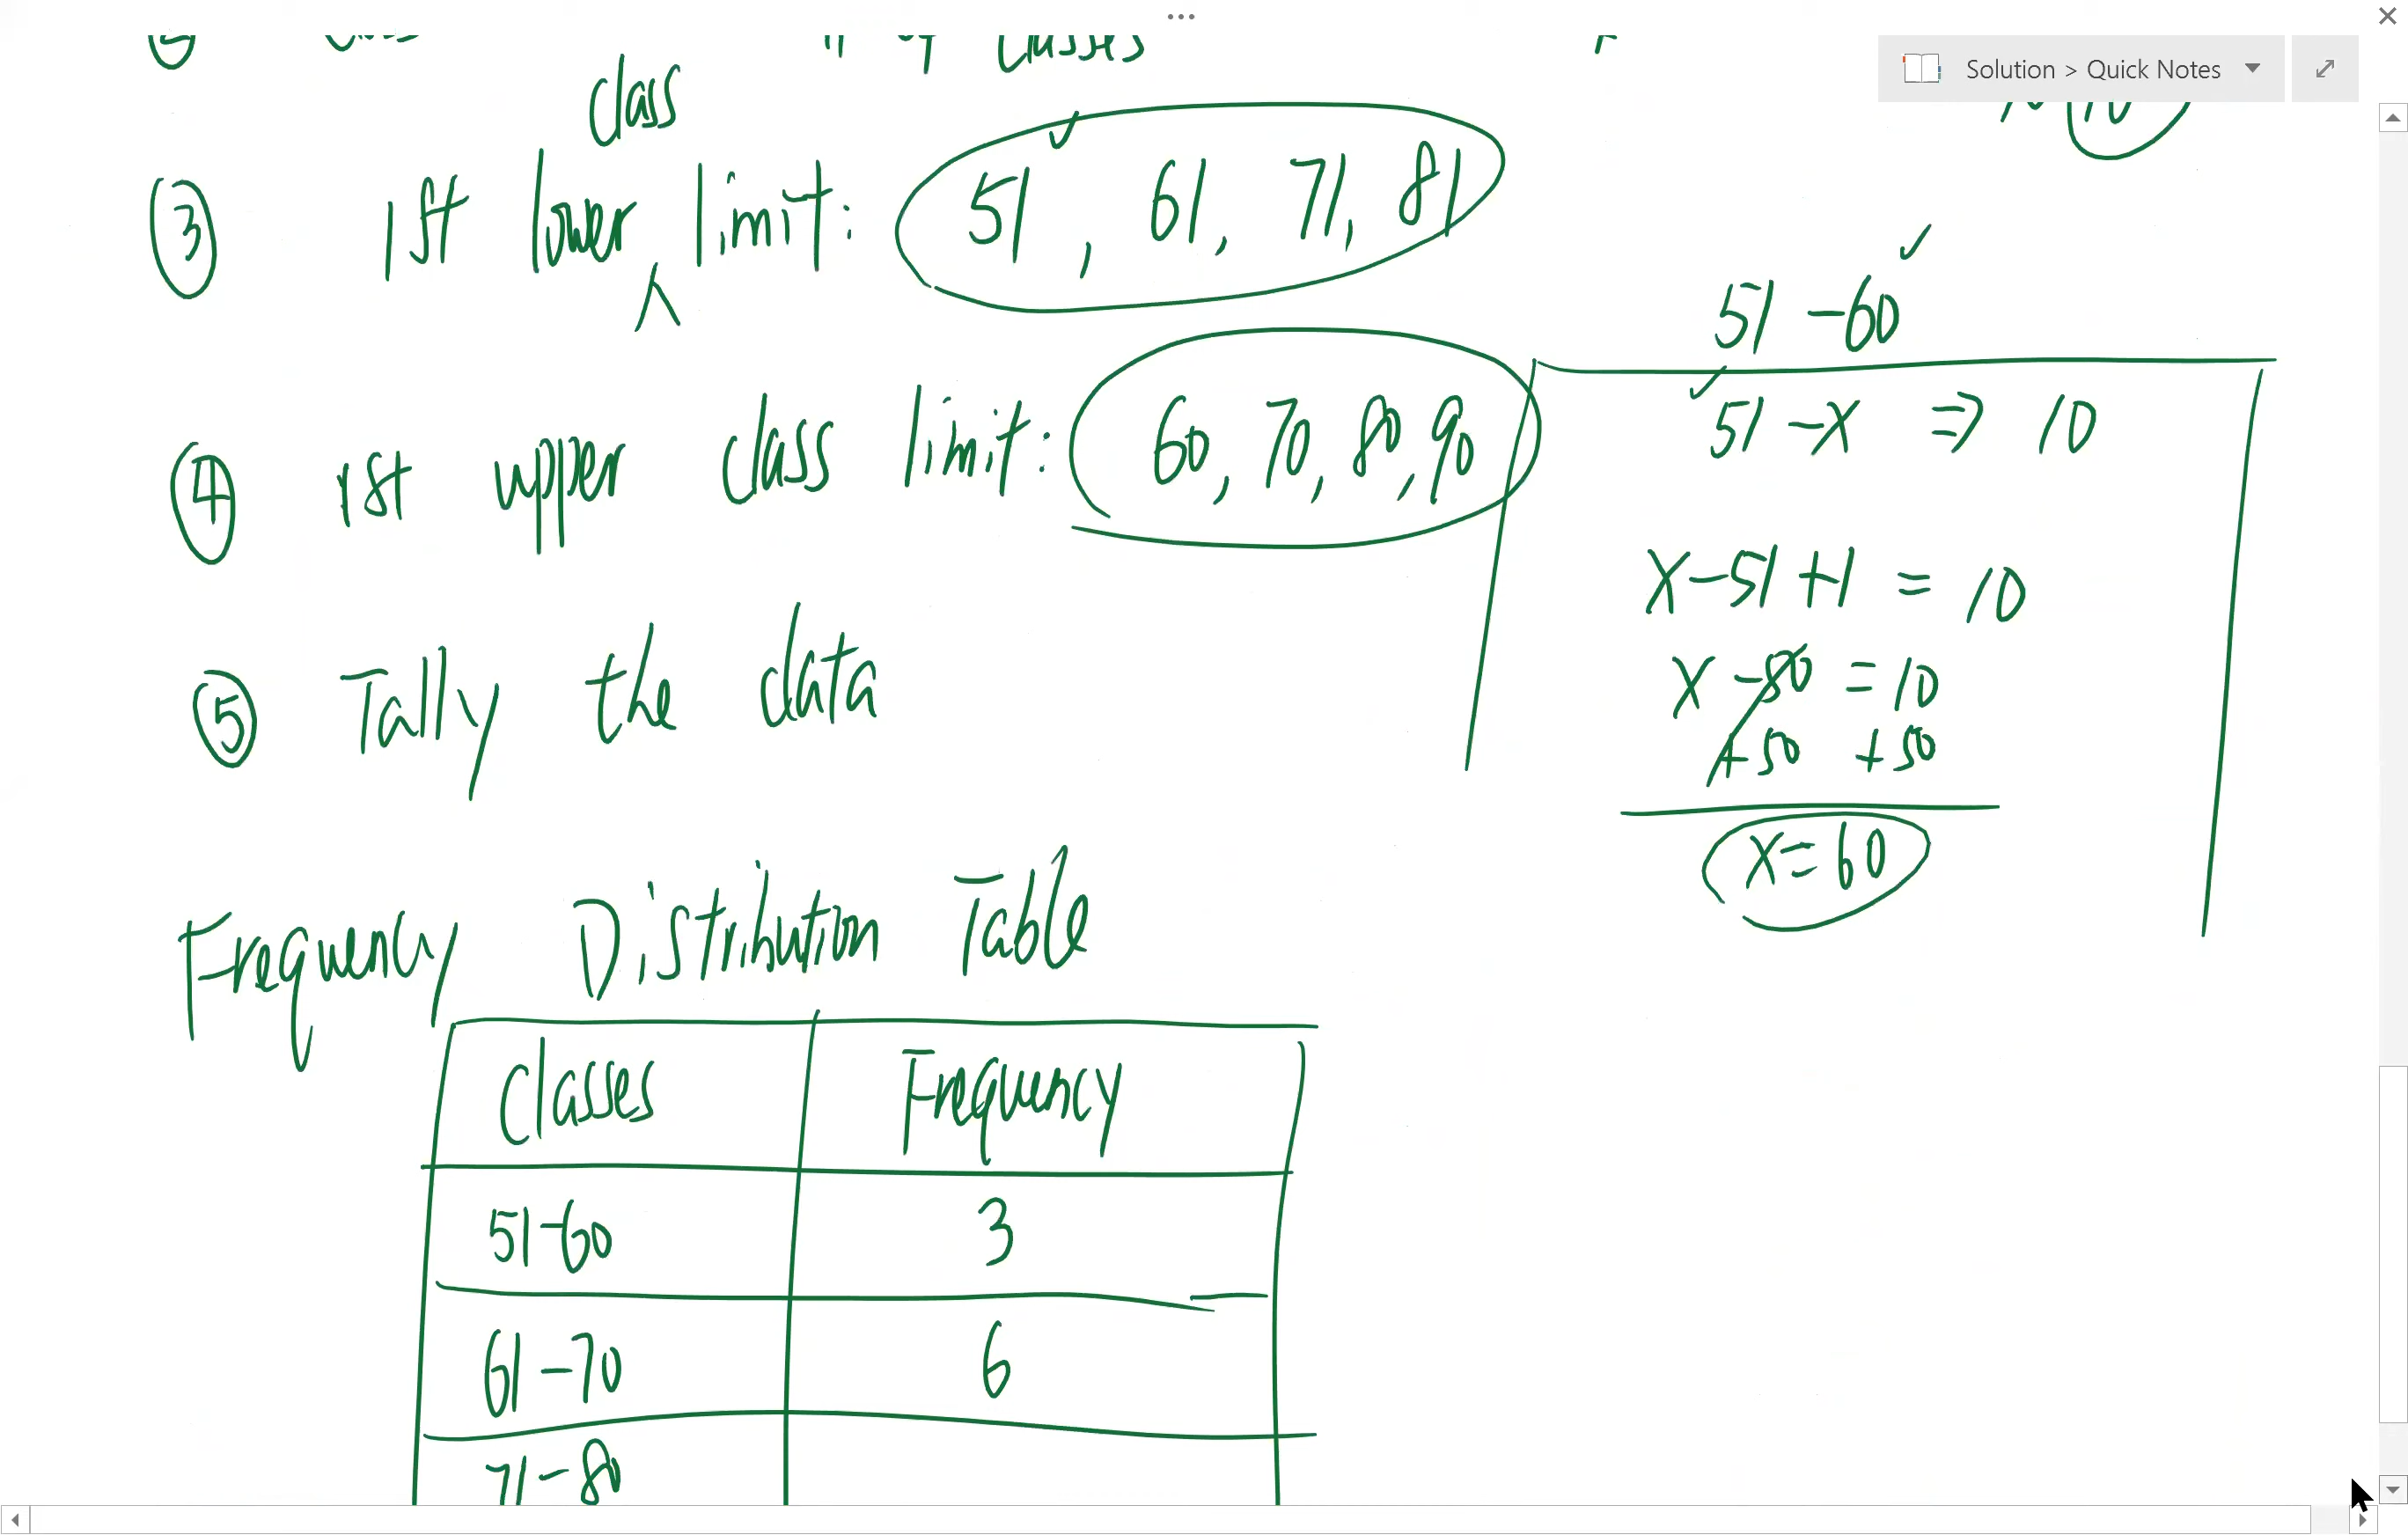 of classes
Solution > Quick Notes
class
③ 1st lower limit: 51, 61, 71, 81
51 - 60
④ 1st upper class limit: 60, 70, 80, 90
51 - x ⇒ 10
x - 51 + 1 = 10
⑤ Tally the data
x - 50 = 10
+50 +50
x = 60
Frequency Distribution Table
Classes Frequency
51-60 3
61-70 6
71-80